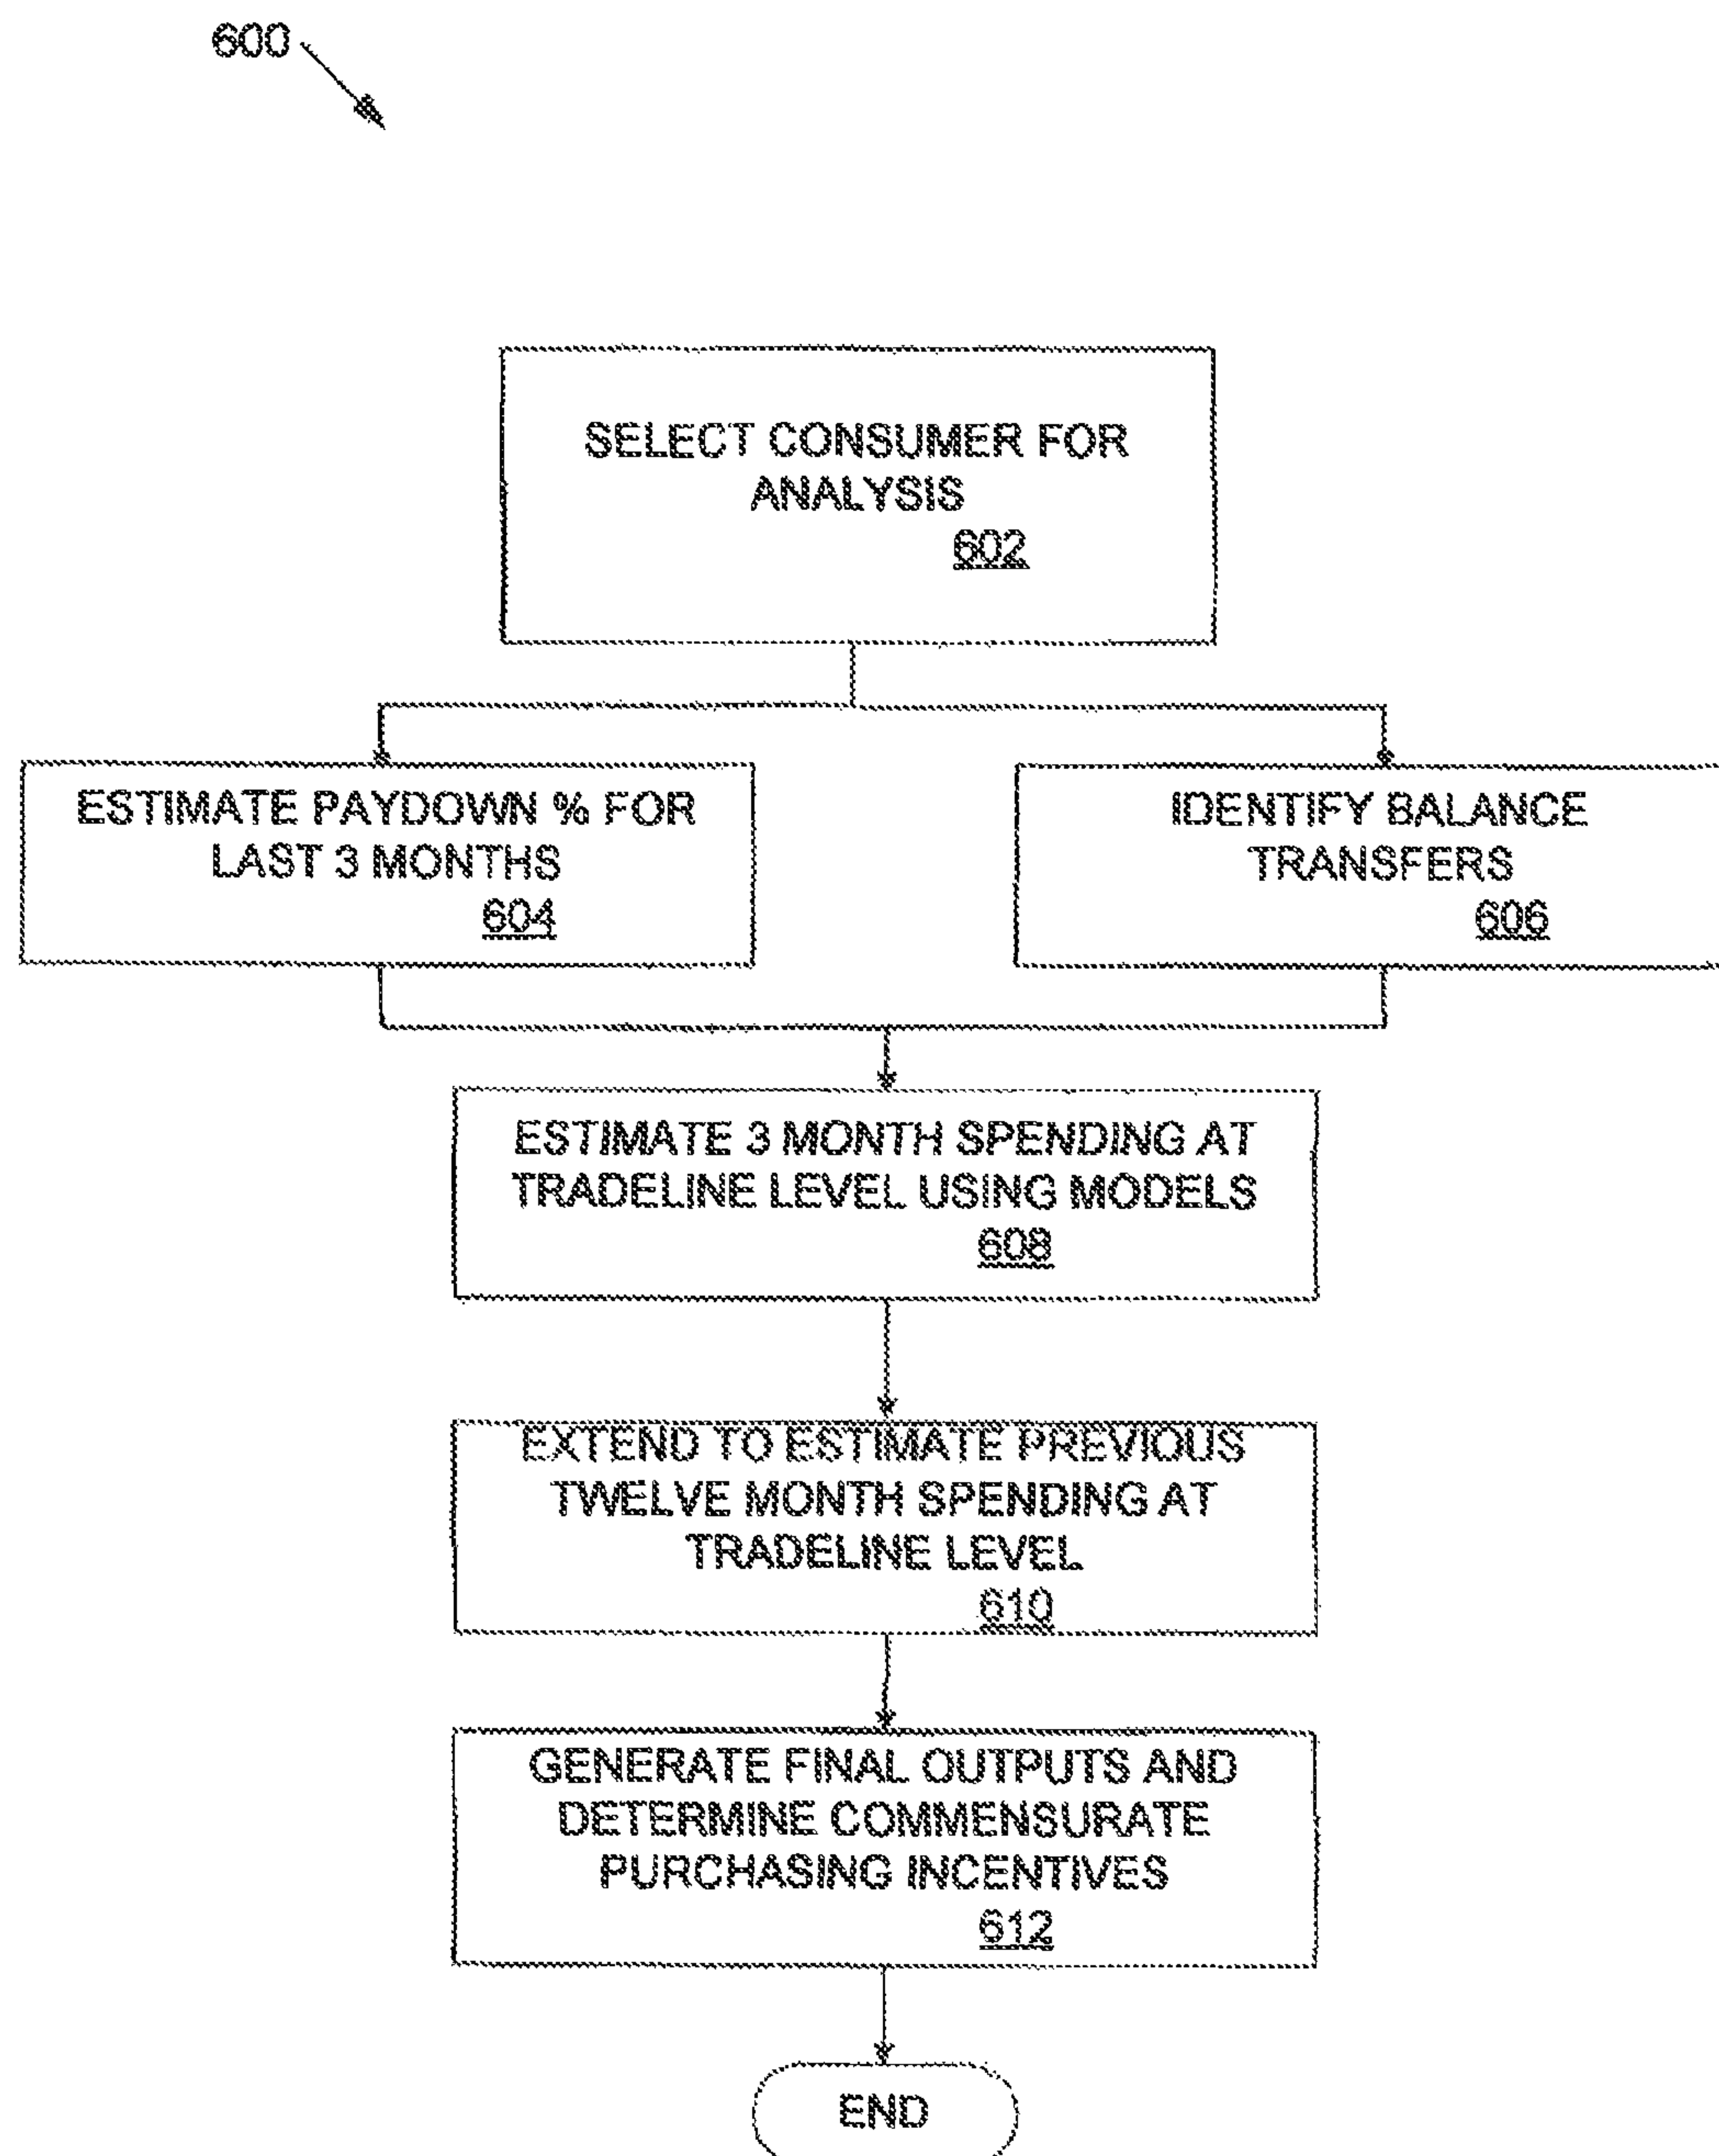 600
SELECT CONSUMER FOR
ANALYSIS
602
ESTIMATE PAYDOWN % FOR
LAST 3 MONTHS
604
IDENTIFY BALANCE
TRANSFERS
606
ESTIMATE 3 MONTH SPENDING AT
TRADELINE LEVEL USING MODELS
608
EXTEND TO ESTIMATE PREVIOUS
TWELVE MONTH SPENDING AT
TRADELINE LEVEL
610
GENERATE FINAL OUTPUTS AND
DETERMINE COMMENSURATE
PURCHASING INCENTIVES
612
END